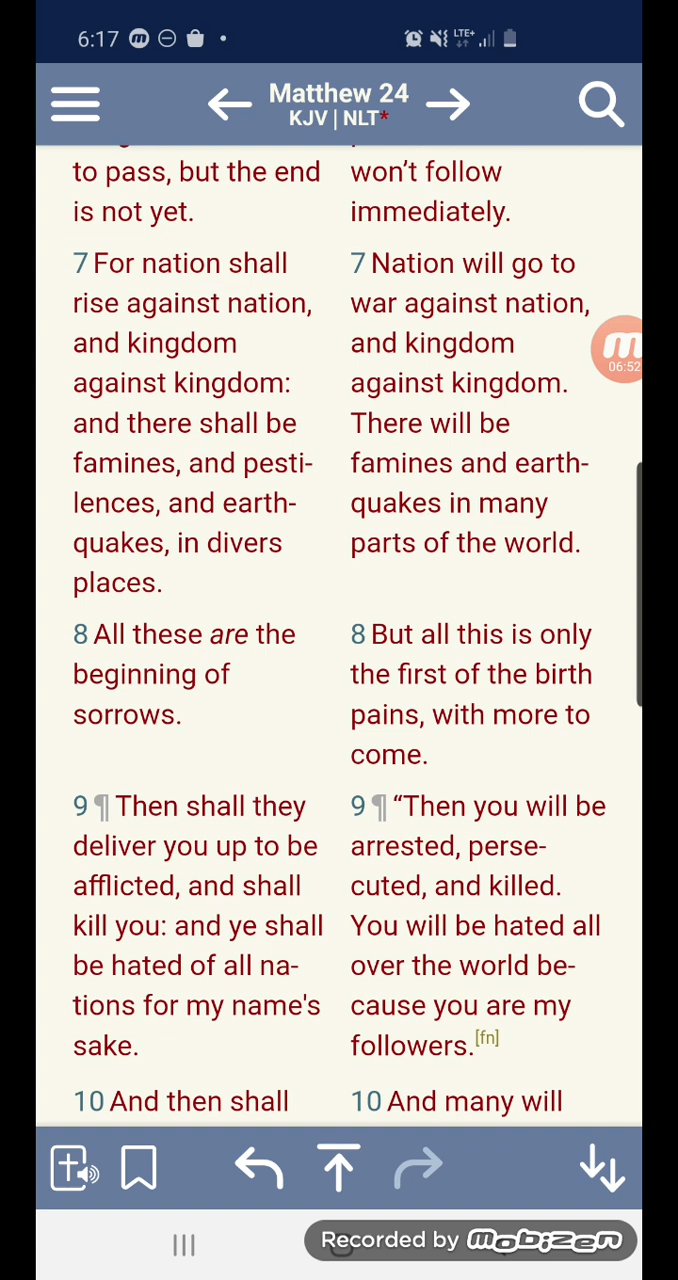 6:17
LTE+
Matthew 24
KJV | NLT*
to pass, but the end
is not yet.
7 For nation shall
rise against nation,
and kingdom
against kingdom:
and there shall be
famines, and pesti-
lences, and earth-
quakes, in divers
places.
8 All these are the
beginning of
sorrows.
9 ¶ Then shall they
deliver you up to be
afflicted, and shall
kill you: and ye shall
be hated of all na-
tions for my name's
sake.
10 And then shall
won’t follow
immediately.
7 Nation will go to
war against nation,
and kingdom
against kingdom.
There will be
famines and earth-
quakes in many
parts of the world.
8 But all this is only
the first of the birth
pains, with more to
come.
9 ¶ “Then you will be
arrested, perse-
cuted, and killed.
You will be hated all
over the world be-
cause you are my
followers.[fn]
10 And many will
m
06:52
Recorded by mobizen